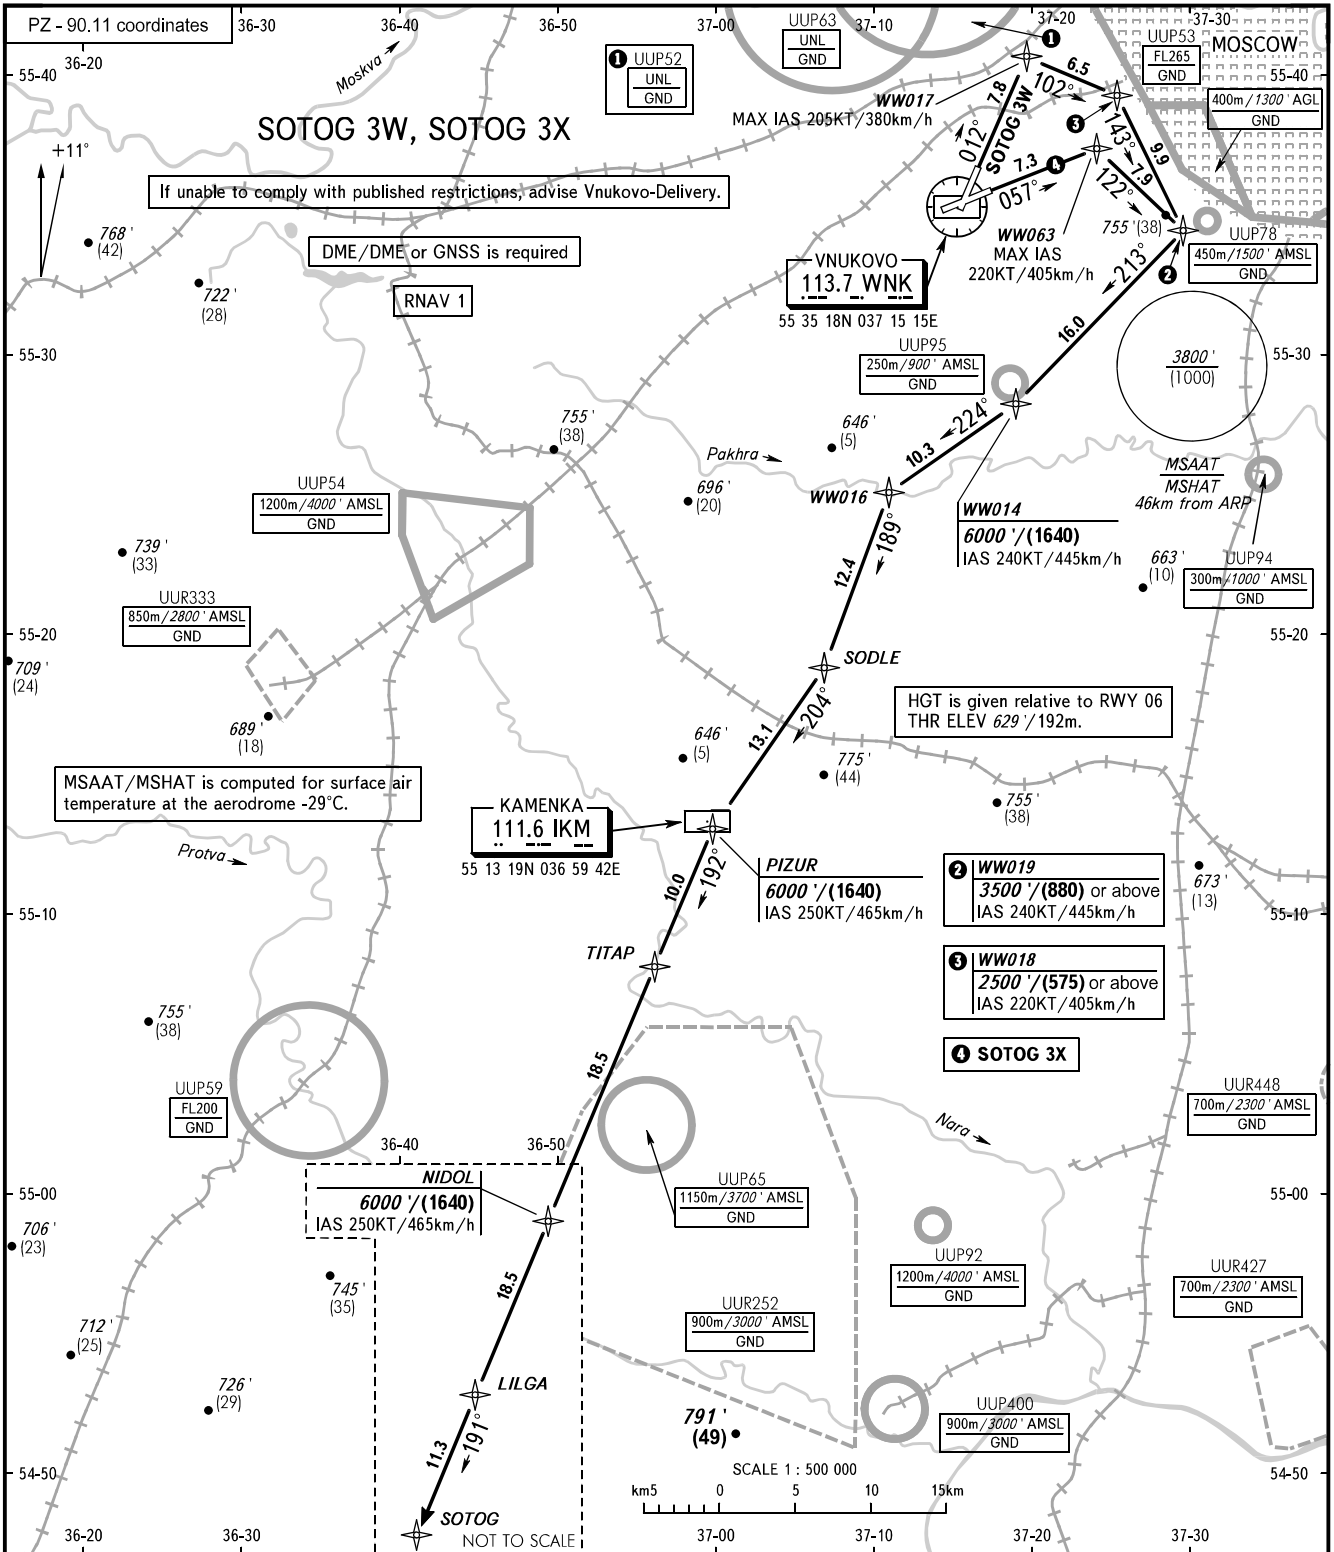 PZ - 90.11 coordinates
36-30
36-40
36-50
37-00
37-10
37-20
37-30
36-20
55-40
Moskva
❶ UUP52
UNL
GND
UUP63
UNL
GND
❶
UUP53
FL265
GND
MOSCOW
55-40
400m/1300' AGL
GND
SOTOG 3W, SOTOG 3X
WW017
MAX IAS 205KT/380km/h
6.5
102°
7.8
012°
SOTOG 3W
❸
143°
9.9
7.3
❹
057°
7.9
122°
+11°
If unable to comply with published restrictions, advise Vnukovo-Delivery.
768'
(42)
DME/DME or GNSS is required
722'
(28)
RNAV 1
WW063
MAX IAS
220KT/405km/h
755'
(38)
❷
UUP78
450m/1500' AMSL
GND
VNUKOVO
113.7 WNK
55 35 18N 037 15 15E
213°
16.0
55-30
UUP95
250m/900' AMSL
GND
3800'
(1000)
55-30
755'
(38)
646'
(5)
224°
10.3
Pakhra
MSAAT
MSHAT
46km from ARP
UUP54
1200m/4000' AMSL
GND
696'
(20)
WW016
WW014
6000'/(1640)
IAS 240KT/445km/h
189°
12.4
739'
(33)
663'
(10)
UUP94
300m/1000' AMSL
GND
UUR333
850m/2800' AMSL
GND
55-20
55-20
709'
(24)
SODLE
204°
13.1
HGT is given relative to RWY 06
THR ELEV 629'/192m.
689'
(18)
646'
(5)
775'
(44)
MSAAT/MSHAT is computed for surface air
temperature at the aerodrome -29°C.
755'
(38)
KAMENKA
111.6 IKM
55 13 19N 036 59 42E
Protva
192°
10.0
PIZUR
6000'/(1640)
IAS 250KT/465km/h
❷ WW019
3500'/(880) or above
IAS 240KT/445km/h
673'
(13)
55-10
55-10
TITAP
❸ WW018
2500'/(575) or above
IAS 220KT/405km/h
755'
(38)
❹ SOTOG 3X
18.5
UUP59
FL200
GND
UUR448
700m/2300' AMSL
GND
Nara
36-40
36-50
NIDOL
6000'/(1640)
IAS 250KT/465km/h
UUP65
1150m/3700' AMSL
GND
55-00
55-00
706'
(23)
UUP92
1200m/4000' AMSL
GND
UUR427
700m/2300' AMSL
GND
745'
(35)
18.5
UUR252
900m/3000' AMSL
GND
712'
(25)
LILGA
726'
(29)
191°
11.3
791'
(49)
UUP400
900m/3000' AMSL
GND
SCALE 1 : 500 000
54-50
54-50
km5
0
5
10
15km
SOTOG
NOT TO SCALE
36-20
36-30
37-00
37-10
37-20
37-30